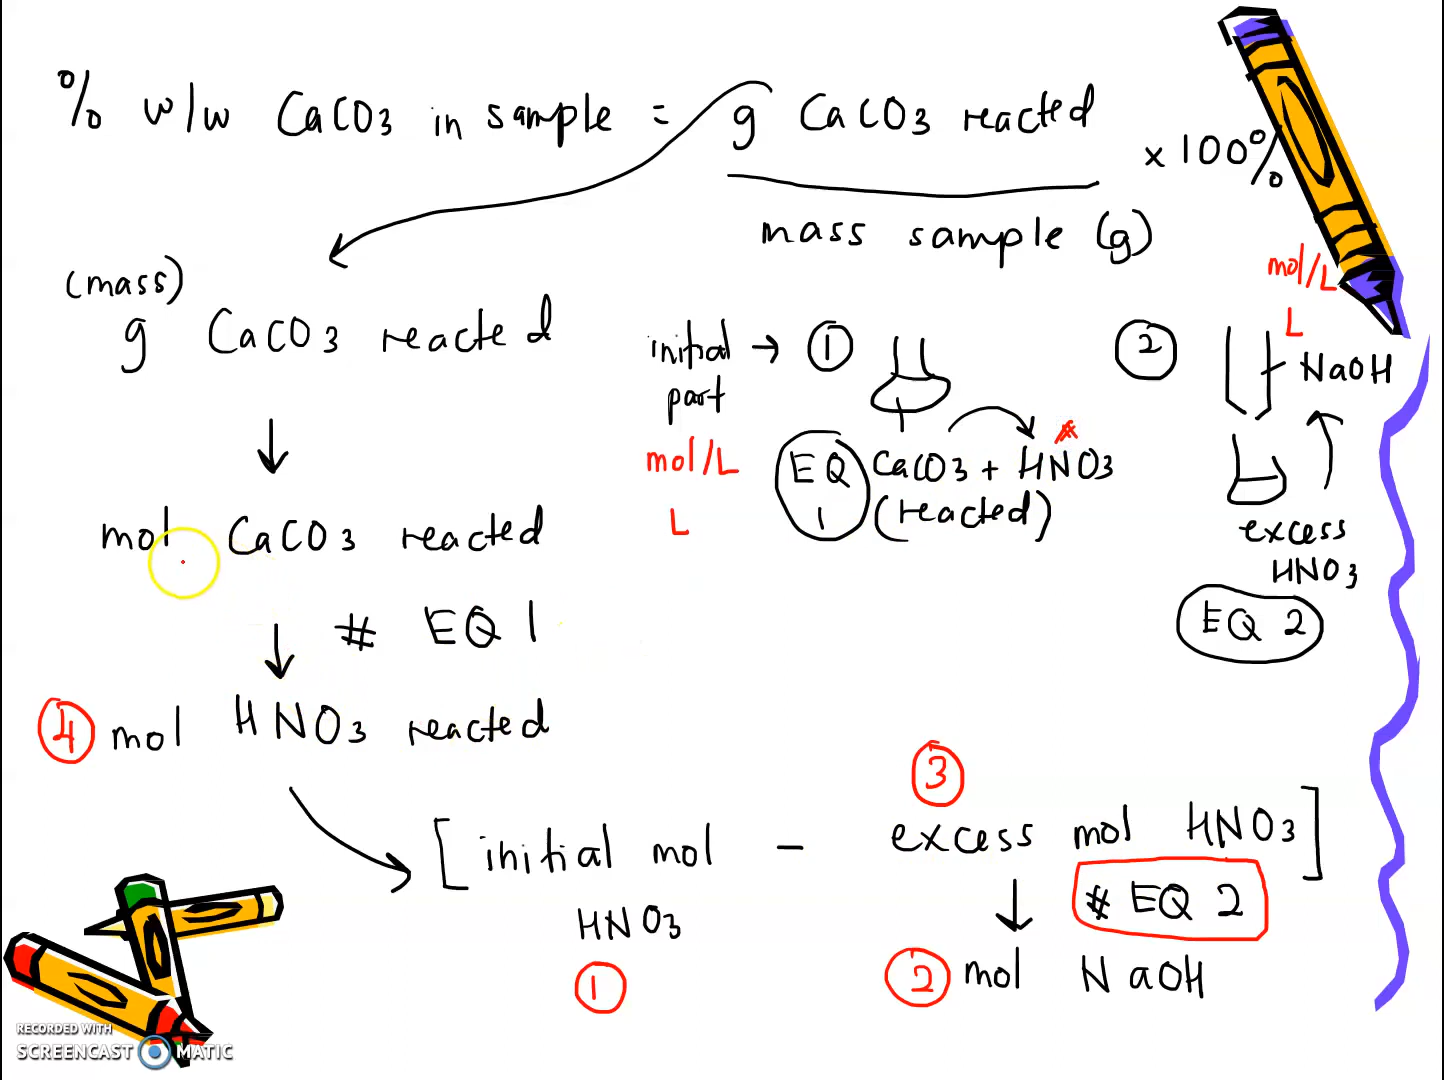 % w/w CaCO3 in sample = g CaCO3 reacted
x 100%
mass sample (g)
(mass)
g CaCO3 reacted
mol CaCO3 reacted
# EQ 1
4 mol HNO3 reacted
initial → 1
part
mol/L
L
EQ 1
CaCO3 + HNO3
#
(reacted)
2
mol/L
L
NaOH
excess
HNO3
EQ 2
[initial mol - excess mol HNO3]
HNO3
1
3
# EQ 2
2 mol NaOH
RECORDED WITH
SCREENCAST MATIC